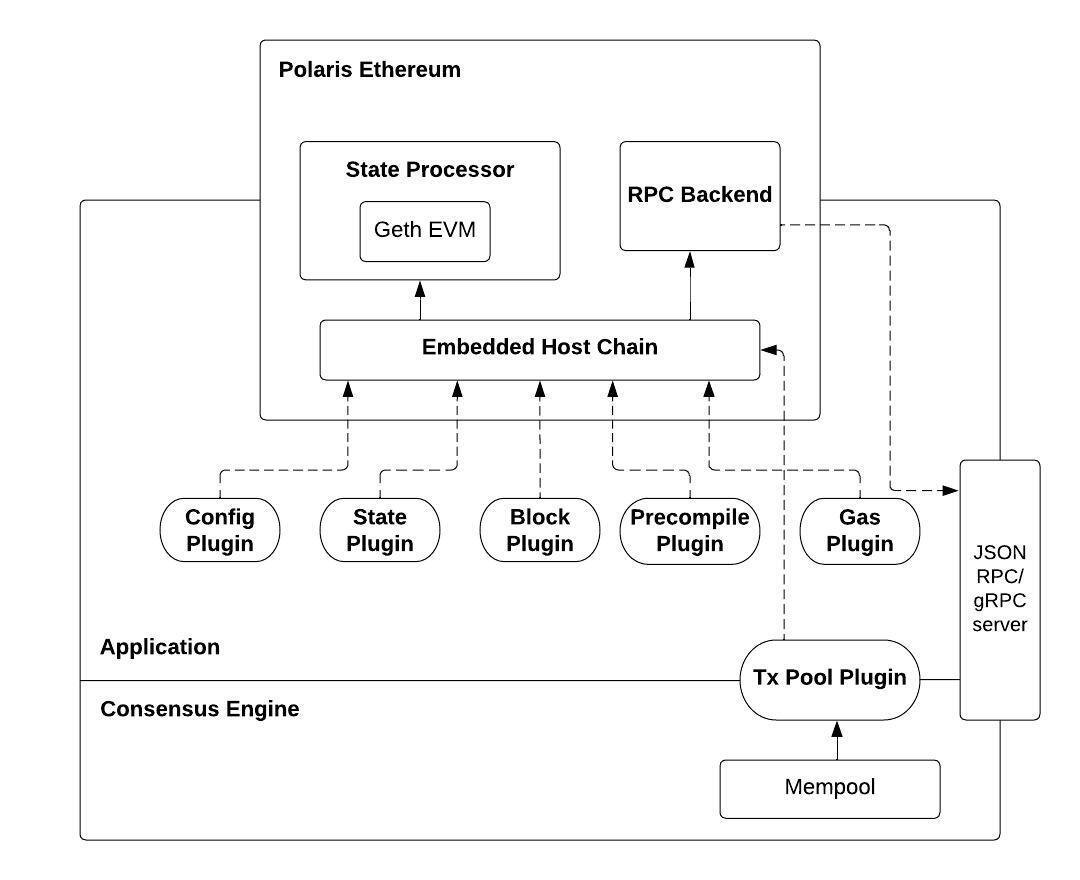 Polaris Ethereum
State Processor
Geth EVM
RPC Backend
Embedded Host Chain
Config
Plugin
State
Plugin
Block
Plugin
Precompile
Plugin
Gas
Plugin
JSON
RPC/
gRPC
server
Application
Tx Pool Plugin
Consensus Engine
Mempool